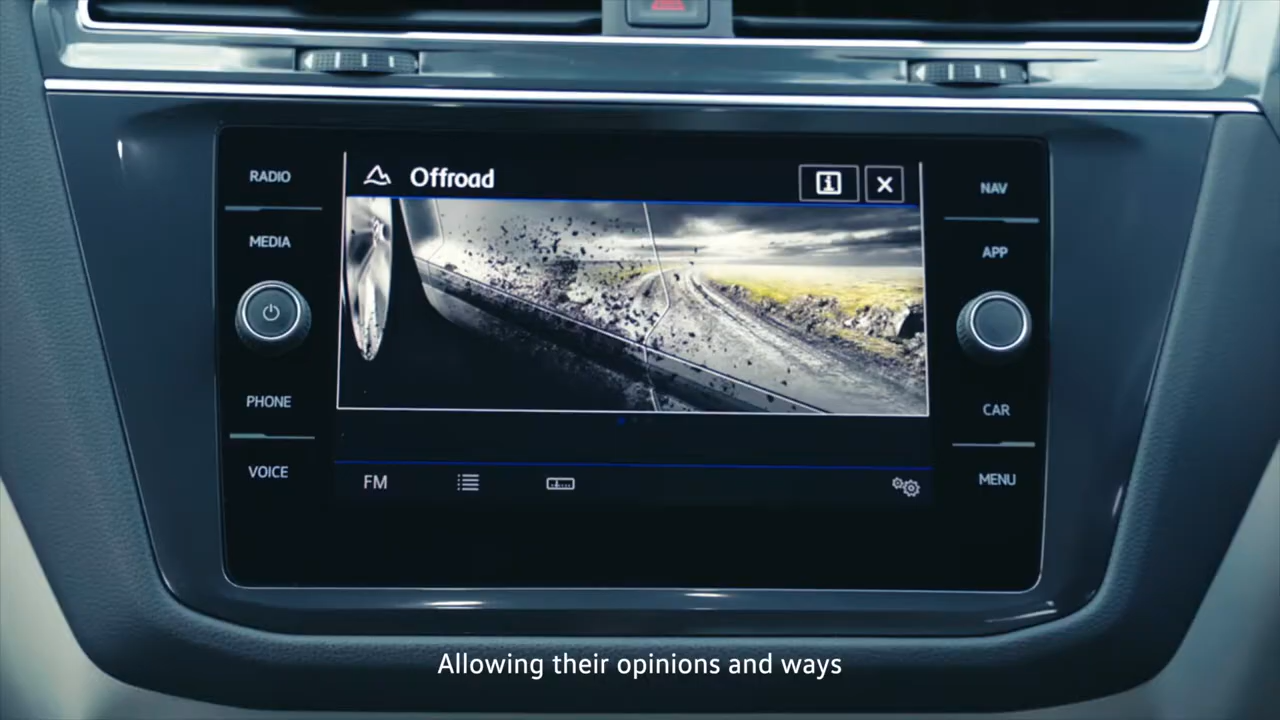 RADIO
Offroad
NAV
MEDIA
APP
PHONE
CAR
VOICE
FM
MENU
Allowing their opinions and ways